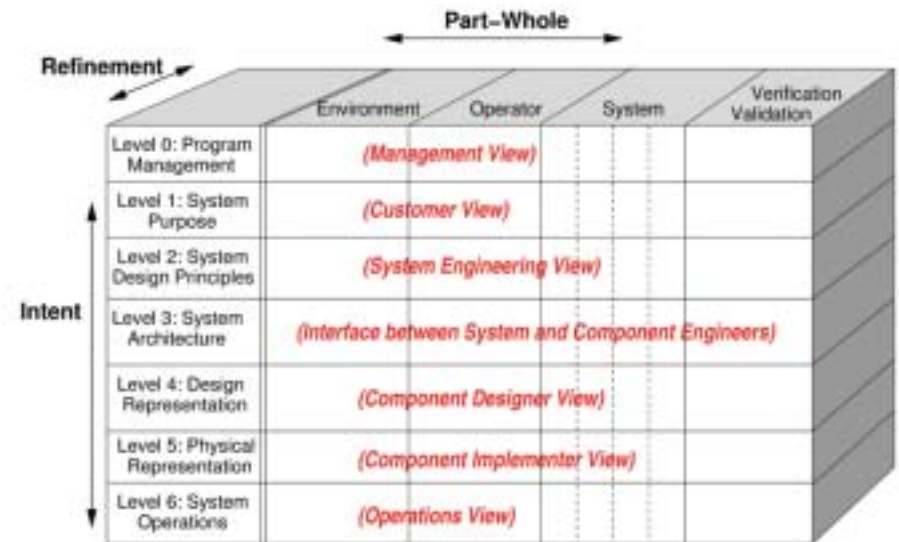 Part–Whole
Refinement
Environment
Operator
System
Verification
Validation
Level 0: Program
Management
(Management View)
Level 1: System
Purpose
(Customer View)
Level 2: System
Design Principles
(System Engineering View)
Intent
Level 3: System
Architecture
(Interface between System and Component Engineers)
Level 4: Design
Representation
(Component Designer View)
Level 5: Physical
Representation
(Component Implementer View)
Level 6: System
Operations
(Operations View)